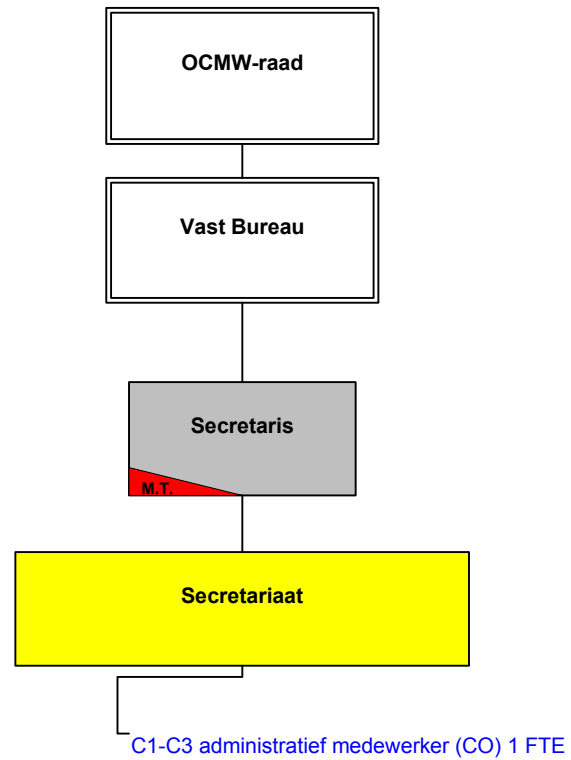 OCMW-raad
Vast Bureau
Secretaris
M.T.
Secretariaat
C1-C3 administratief medewerker (CO) 1 FTE